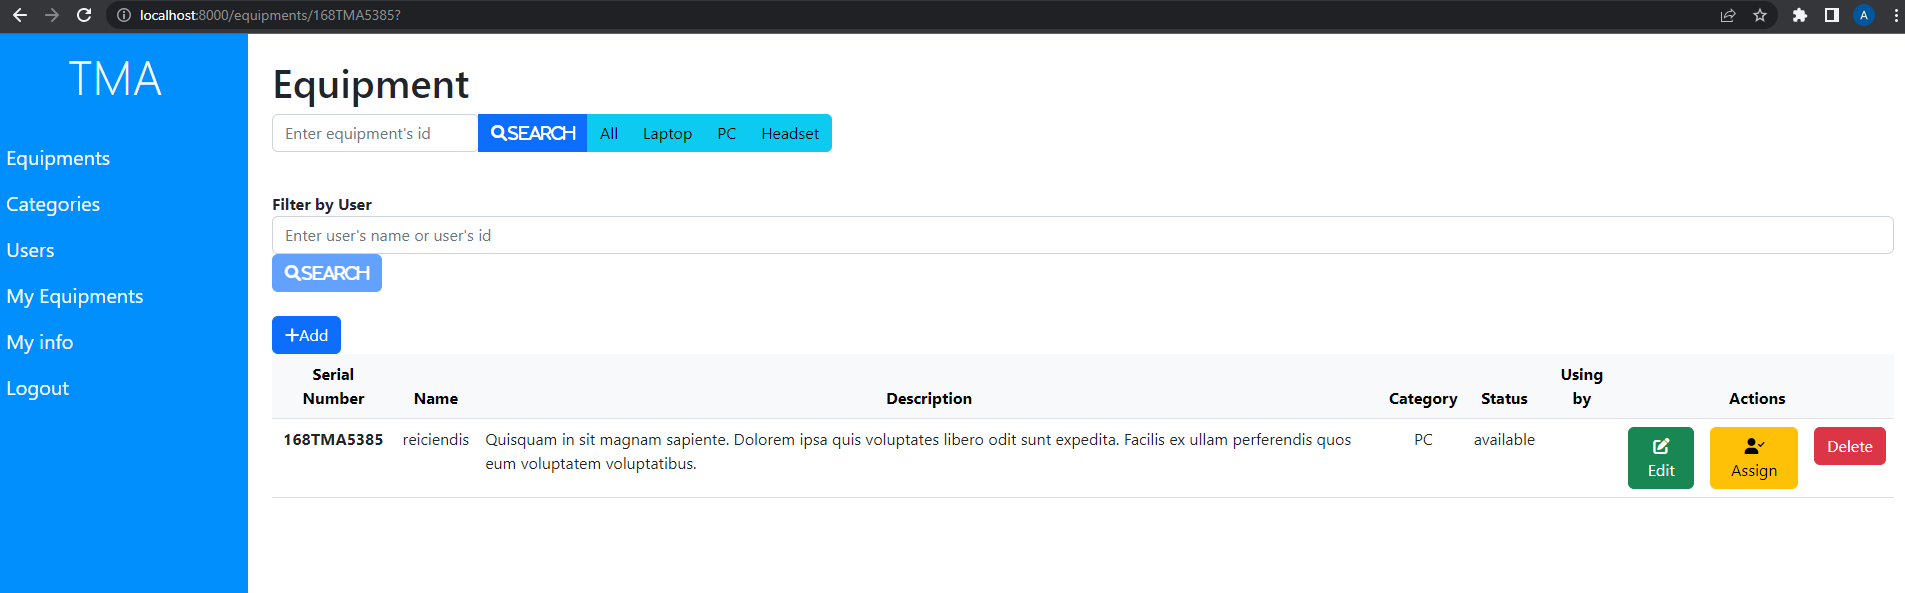 localhost:8000/equipments/168TMA5385?
A
TMA
Equipments
Categories
Users
My Equipments
My info
Logout
Equipment
Enter equipment's id
SEARCH
All
Laptop
PC
Headset
Filter by User
Enter user's name or user's id
SEARCH
+Add
Serial
Number
Name
Description
Category
Status
Using
by
Actions
168TMA5385
reiciendis
Quisquam in sit magnam sapiente. Dolorem ipsa quis voluptates libero odit sunt expedita. Facilis ex ullam perferendis quos
eum voluptatem voluptatibus.
PC
available
Edit
Assign
Delete